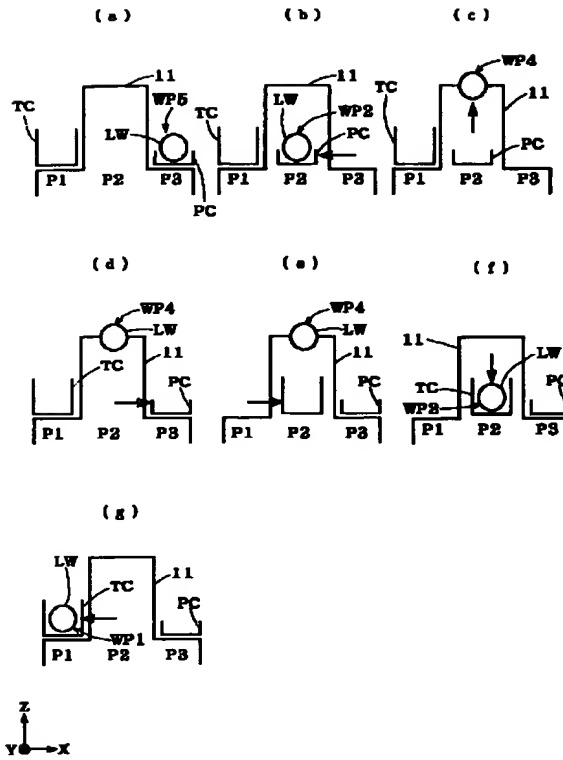 ( a ) ( b ) ( c )
11 11 WP4
TC WP5 TC LW WP2 TC 11
LW PC PC
P1 P2 P3 P1 P2 P3 P1 P2 P3
PC
( d ) ( e ) ( f )
WP4 WP4
LW LW 11 LW
11 11 TC PC
TC PC PC WP2
P1 P2 P3 P1 P2 P3 P1 P2 P3
( g )
LW TC 11
PC
WP1
P1 P2 P3
Z
Y X